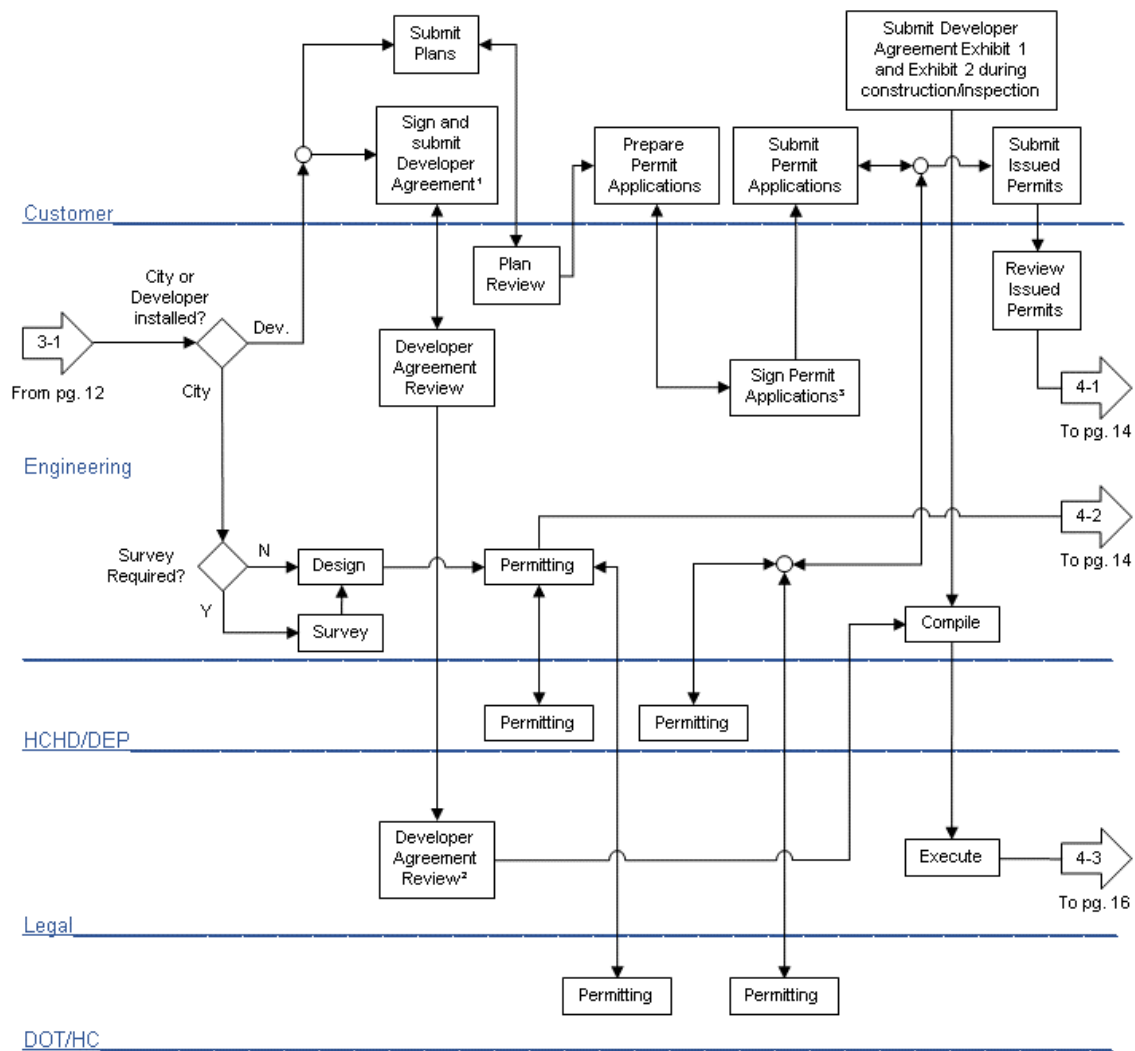 Submit
Plans
Submit Developer
Agreement Exhibit 1
and Exhibit 2 during
construction/inspection
Sign and
submit
Developer
Agreement¹
Prepare
Permit
Applications
Submit
Permit
Applications
Submit
Issued
Permits
Customer
Plan
Review
Review
Issued
Permits
City or
Developer
installed?
Dev.
3-1
From pg. 12
City
Developer
Agreement
Review
Sign Permit
Applications³
4-1
To pg. 14
Engineering
4-2
To pg. 14
Survey
Required?
N
Design
Permitting
Y
Survey
Compile
Permitting
Permitting
HCHD/DEP
Developer
Agreement
Review²
Execute
4-3
To pg. 16
Legal
Permitting
Permitting
DOT/HC